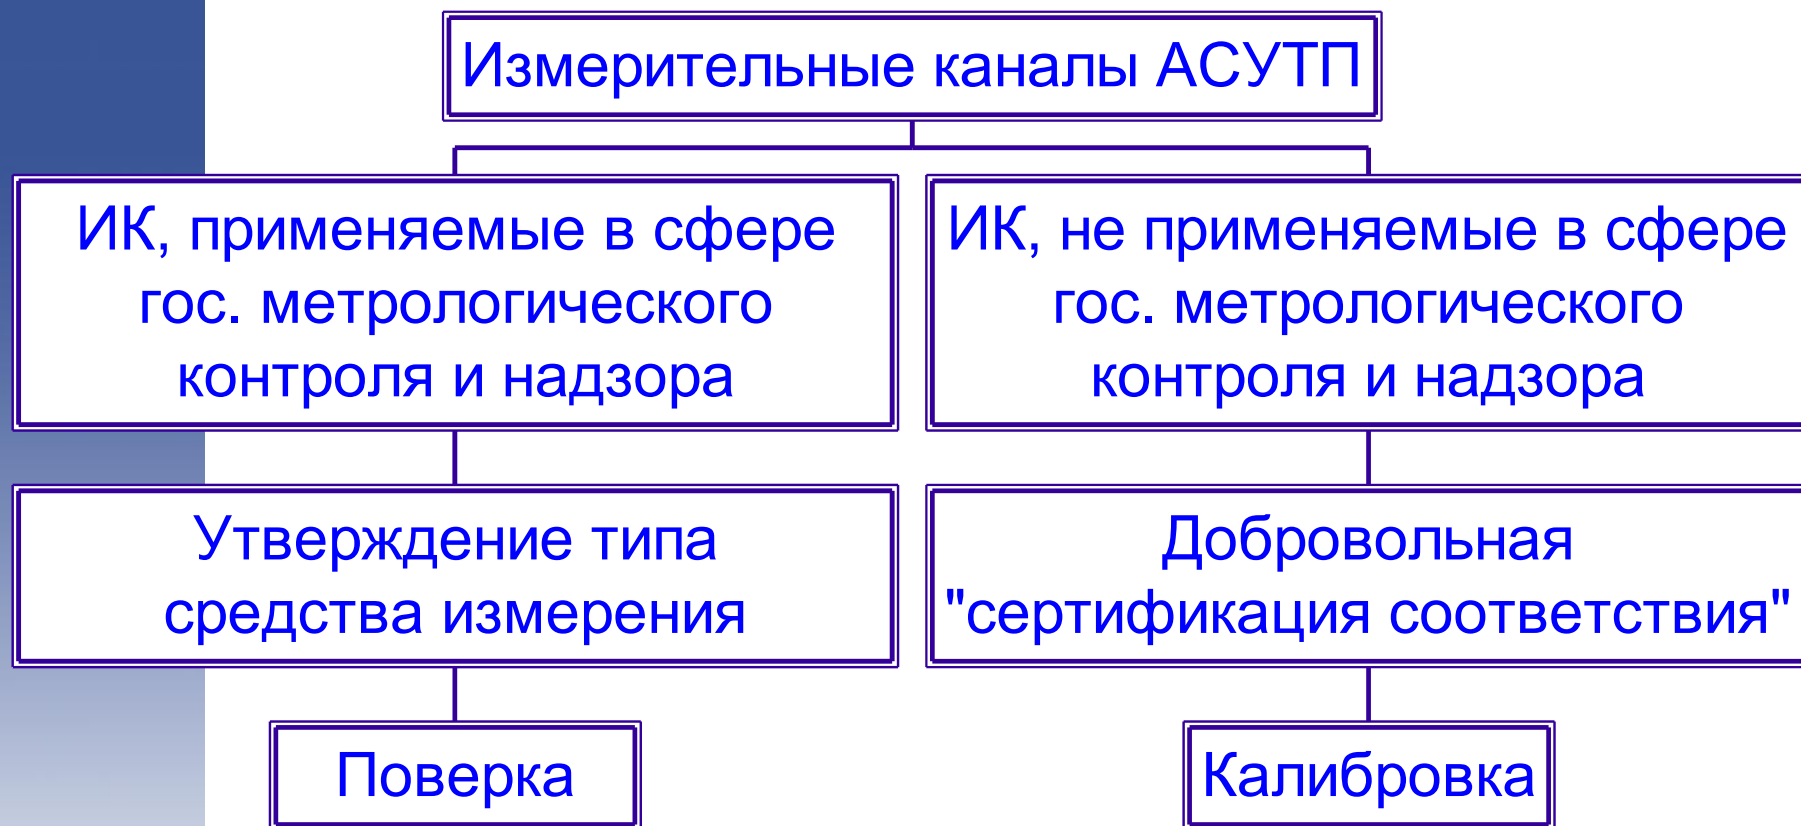 Измерительные каналы АСУТП
ИК, применяемые в сфере
гос. метрологического
контроля и надзора
ИК, не применяемые в сфере
гос. метрологического
контроля и надзора
Утверждение типа
средства измерения
Добровольная
"сертификация соответствия"
Поверка
Калибровка